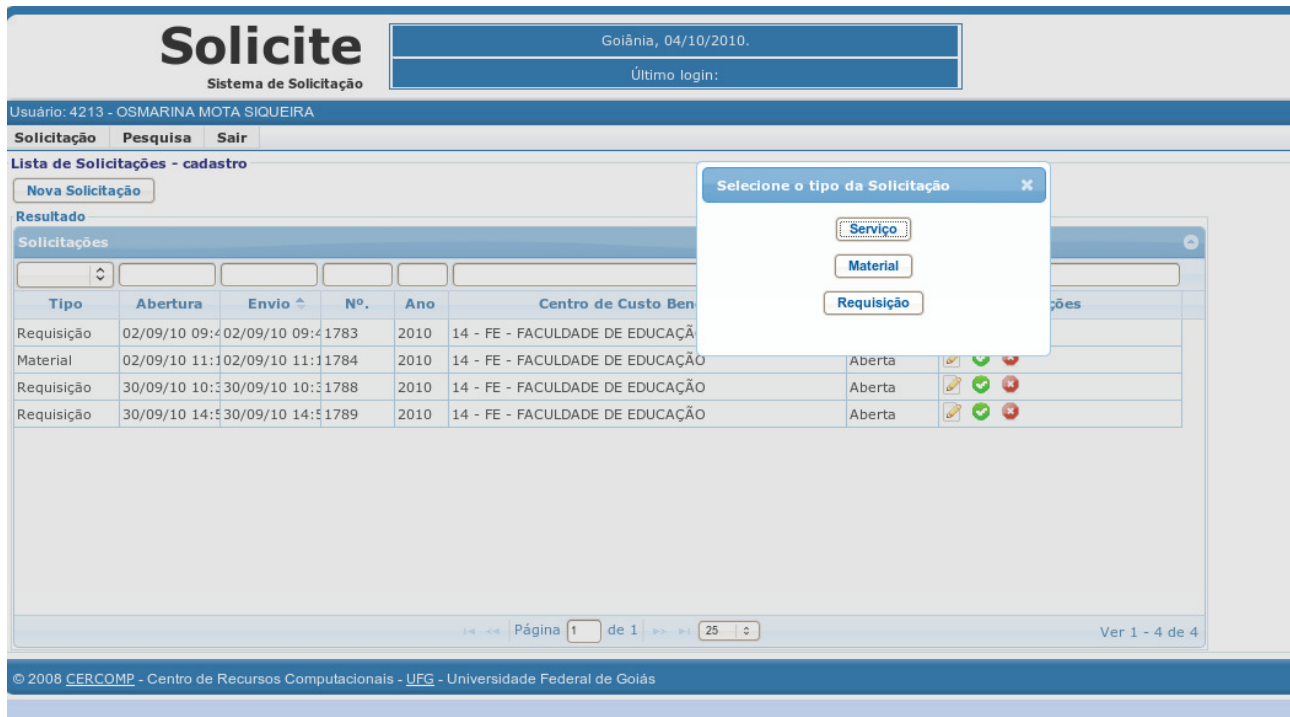 Solicite
Sistema de Solicitação
Goiânia, 04/10/2010.
Último login:
Usuário: 4213 - OSMARINA MOTA SIQUEIRA
Solicitação Pesquisa Sair
Lista de Solicitações - cadastro
Nova Solicitação
Selecione o tipo da Solicitação
Serviço
Material
Requisição
Resultado
Solicitações
Tipo Abertura Envio Nº. Ano Centro de Custo Ben ções
Requisição 02/09/10 09:4 02/09/10 09:4 1783 2010 14 - FE - FACULDADE DE EDUCAÇÃ
Material 02/09/10 11:1 02/09/10 11:1 1784 2010 14 - FE - FACULDADE DE EDUCAÇÃO Aberta
Requisição 30/09/10 10:3 30/09/10 10:3 1788 2010 14 - FE - FACULDADE DE EDUCAÇÃO Aberta
Requisição 30/09/10 14:5 30/09/10 14:5 1789 2010 14 - FE - FACULDADE DE EDUCAÇÃO Aberta
Página 1 de 1 25 Ver 1 - 4 de 4
© 2008 CERCOMP - Centro de Recursos Computacionais - UFG - Universidade Federal de Goiás